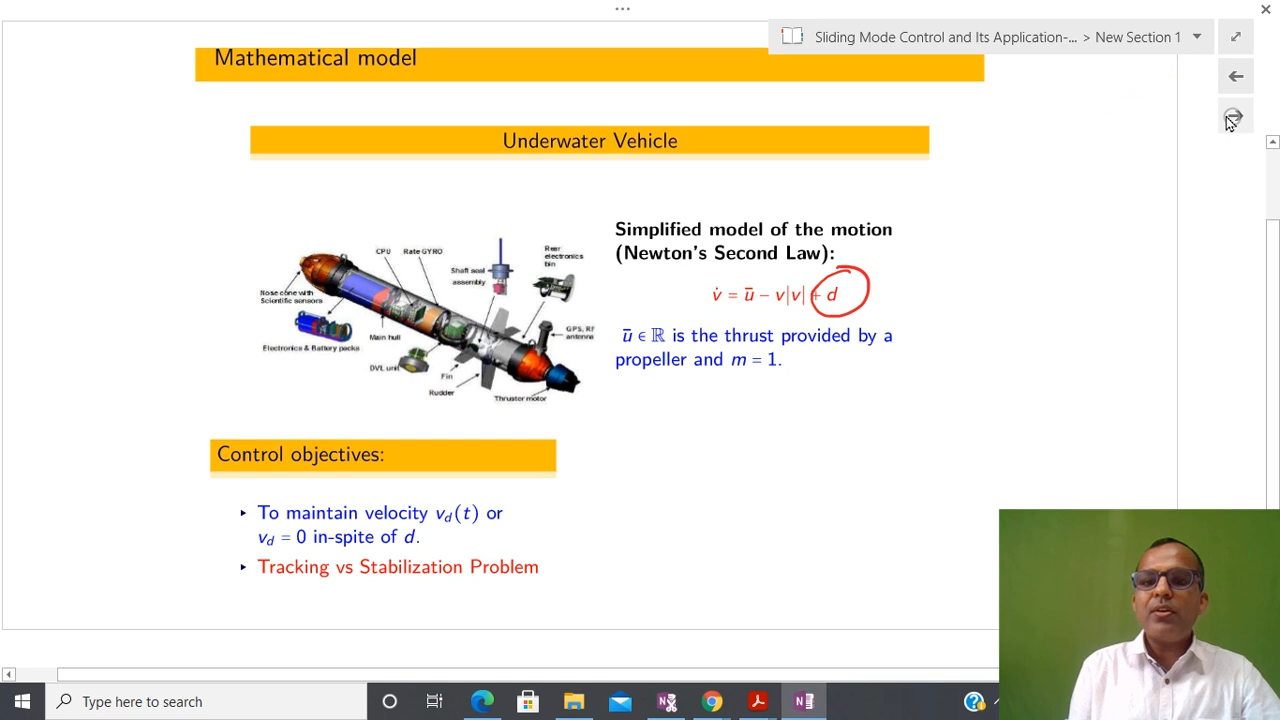 ...
Sliding Mode Control and Its Application-... > New Section 1
Mathematical model
Underwater Vehicle
Simplified model of the motion
(Newton's Second Law):
v̇ = ū − v|v| + d
ū ∈ ℝ is the thrust provided by a
propeller and m = 1.
CPU
Rate GYRO
Shaft seal
assembly
Rear
electronics
bin
Nose cone with
Scientific sensors
Main hull
GPS, RF
antenna
Electronics & Battery packs
DVL unit
Fin
Rudder
Thruster motor
Control objectives:
‣ To maintain velocity v_d(t) or
v_d = 0 in-spite of d.
‣ Tracking vs Stabilization Problem
Type here to search